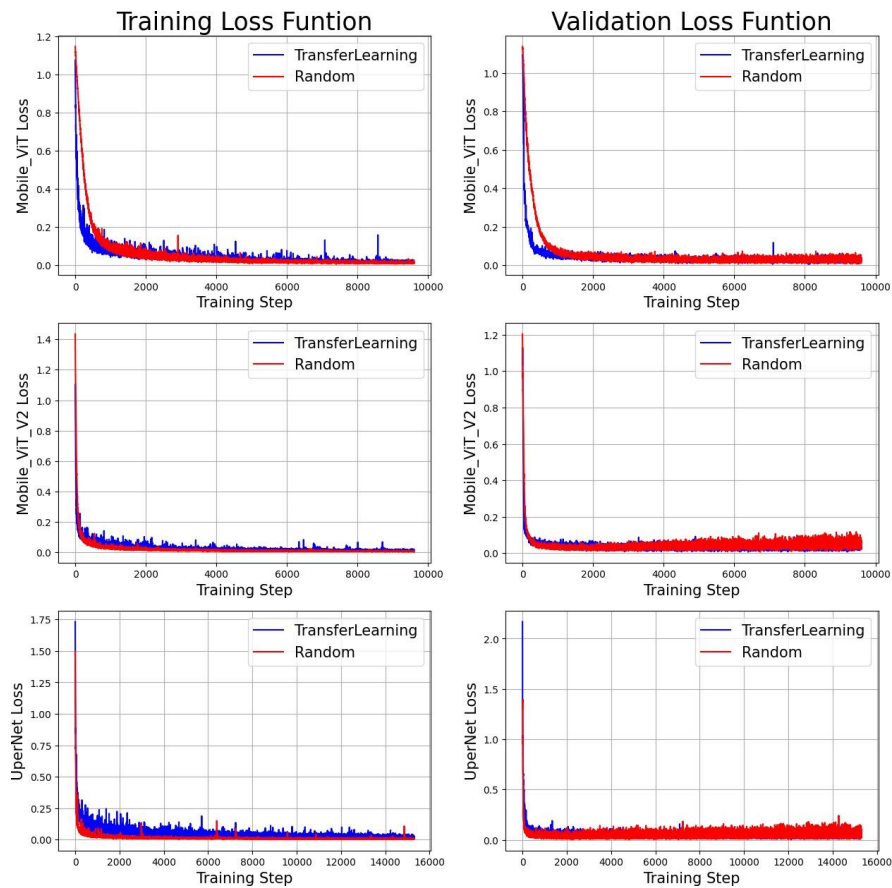 Training Loss Funtion
Validation Loss Funtion
1.2
1.0
0.8
0.6
0.4
0.2
0.0
Mobile_ViT Loss
TransferLearning
Random
0 2000 4000 6000 8000 10000
Training Step
1.0
0.8
0.6
0.4
0.2
0.0
Mobile_ViT Loss
TransferLearning
Random
0 2000 4000 6000 8000 10000
Training Step
1.4
1.2
1.0
0.8
0.6
0.4
0.2
0.0
Mobile_ViT_V2 Loss
TransferLearning
Random
0 2000 4000 6000 8000 10000
Training Step
1.2
1.0
0.8
0.6
0.4
0.2
0.0
Mobile_ViT_V2 Loss
TransferLearning
Random
0 2000 4000 6000 8000 10000
Training Step
1.75
1.50
1.25
1.00
0.75
0.50
0.25
0.00
UperNet Loss
TransferLearning
Random
0 2000 4000 6000 8000 10000 12000 14000 16000
Training Step
2.0
1.5
1.0
0.5
0.0
UperNet Loss
TransferLearning
Random
0 2000 4000 6000 8000 10000 12000 14000 16000
Training Step